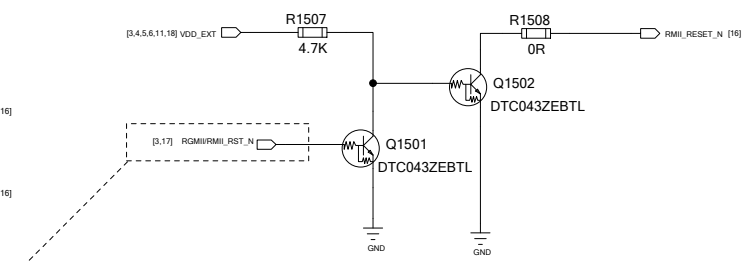 R1507
R1508
[3,4,5,6,11,18] VDD_EXT
RMII_RESET_N [16]
4.7K
0R
Q1502
DTC043ZEBTL
16]
[3,17] RGMII/RMII_RST_N
Q1501
DTC043ZEBTL
16]
GND
GND